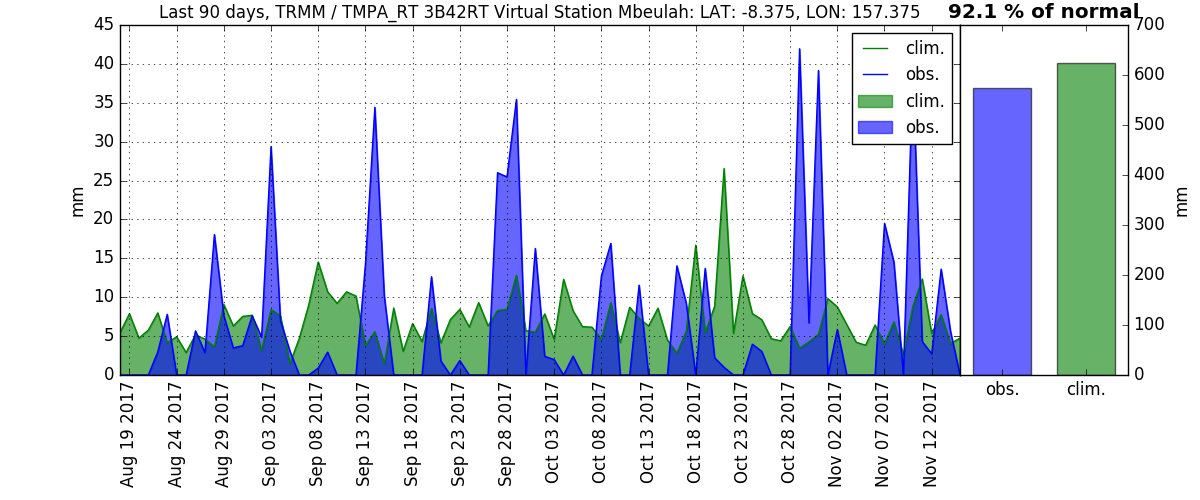 Last 90 days, TRMM / TMPA_RT 3B42RT Virtual Station Mbeulah: LAT: -8.375, LON: 157.375
92.1 % of normal
45
40
35
30
25
20
15
10
5
0
mm
clim.
obs.
clim.
obs.
Aug 19 2017
Aug 24 2017
Aug 29 2017
Sep 03 2017
Sep 08 2017
Sep 13 2017
Sep 18 2017
Sep 23 2017
Sep 28 2017
Oct 03 2017
Oct 08 2017
Oct 13 2017
Oct 18 2017
Oct 23 2017
Oct 28 2017
Nov 02 2017
Nov 07 2017
Nov 12 2017
700
600
500
400
300
200
100
0
mm
obs.
clim.